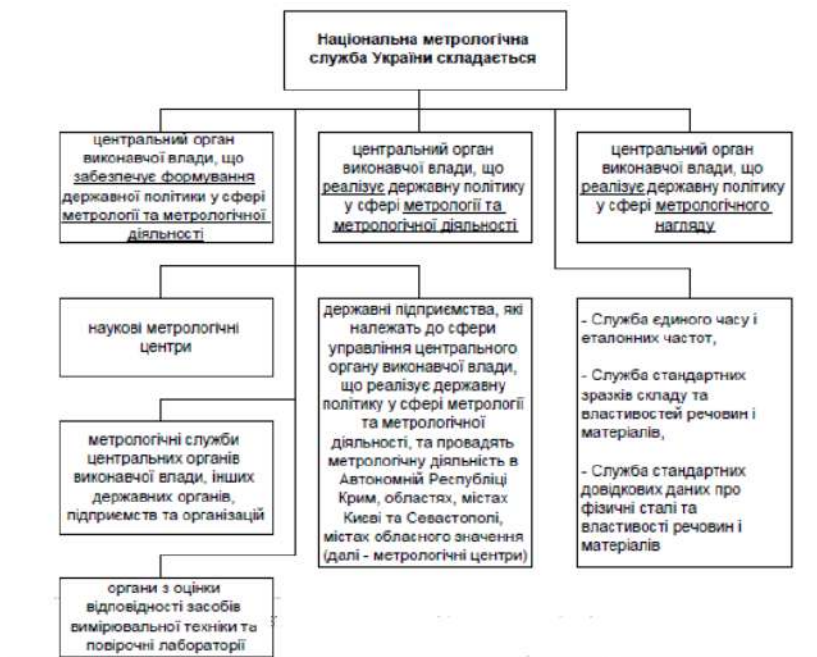 Національна метрологічна
служба України складається
центральний орган
виконавчої влади, що
забезпечує формування
державної політики у сфері
метрології та метрологічної
діяльності
центральний орган
виконавчої влади, що
реалізує державну політику
у сфері метрології та
метрологічної діяльності
центральний орган
виконавчої влади, що
реалізує державну політику
у сфері метрологічного
нагляду
наукові метрологічні
центри
державні підприємства, які
належать до сфери
управління центрального
органу виконавчої влади,
що реалізує державну
політику у сфері метрології
та метрологічної
діяльності, та провадять
метрологічну діяльність в
Автономній Республіці
Крим, областях, містах
Києві та Севастополі,
містах обласного значення
(далі - метрологічні центри)
- Служба єдиного часу і
еталонних частот,
- Служба стандартних
зразків складу та
властивостей речовин і
матеріалів,
- Служба стандартних
довідкових даних про
фізичні сталі та
властивості речовин і
матеріалів
метрологічні служби
центральних органів
виконавчої влади, інших
державних органів,
підприємств та організацій
органи з оцінки
відповідності засобів
вимірювальної техніки та
повірочні лабораторії